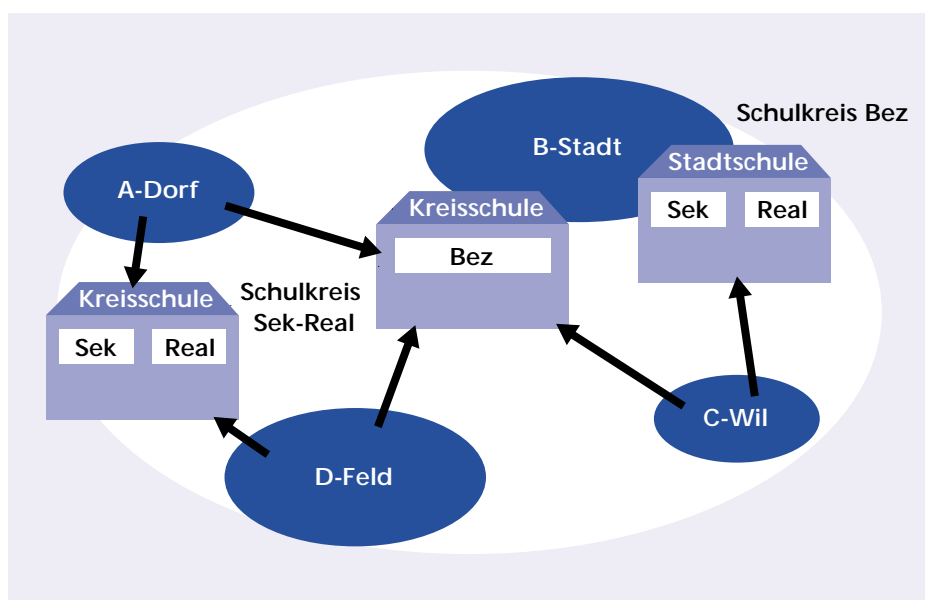 Schulkreis Bez
B-Stadt
Stadtschule
Sek Real
A-Dorf
Kreisschule
Bez
Kreisschule
Sek Real
Schulkreis
Sek-Real
C-Wil
D-Feld